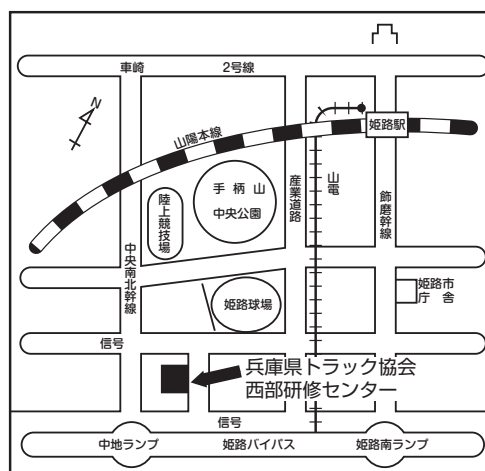 車崎
2号線
N
山陽本線
姫路駅
手柄山
中央公園
陸上競技場
産業道路
山電
飾磨幹線
中央南北幹線
姫路球場
姫路市
庁舎
信号
兵庫県トラック協会
西部研修センター
信号
中地ランプ
姫路バイパス
姫路南ランプ